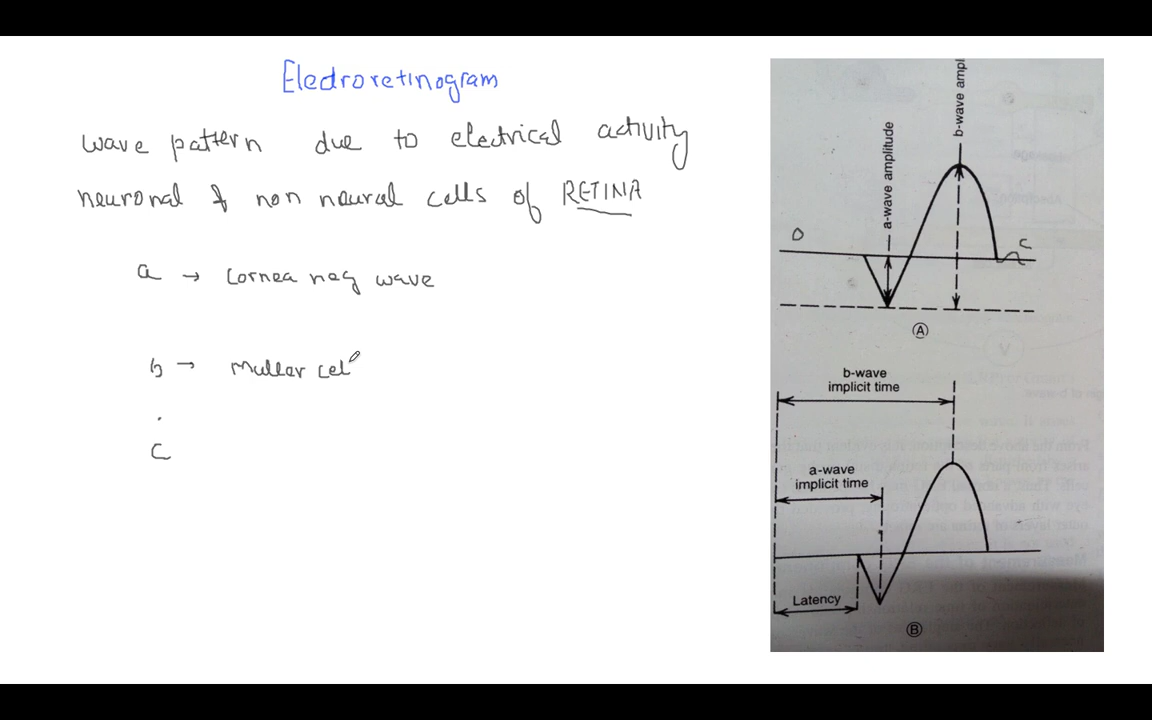 Electroretinogram
wave pattern due to electrical activity
neuronal & non neural cells of RETINA
a → Cornea neg wave
b → Muller cel
C
a-wave amplitude
b-wave ampl
O
C
A
b-wave
implicit time
a-wave
implicit time
Latency
B